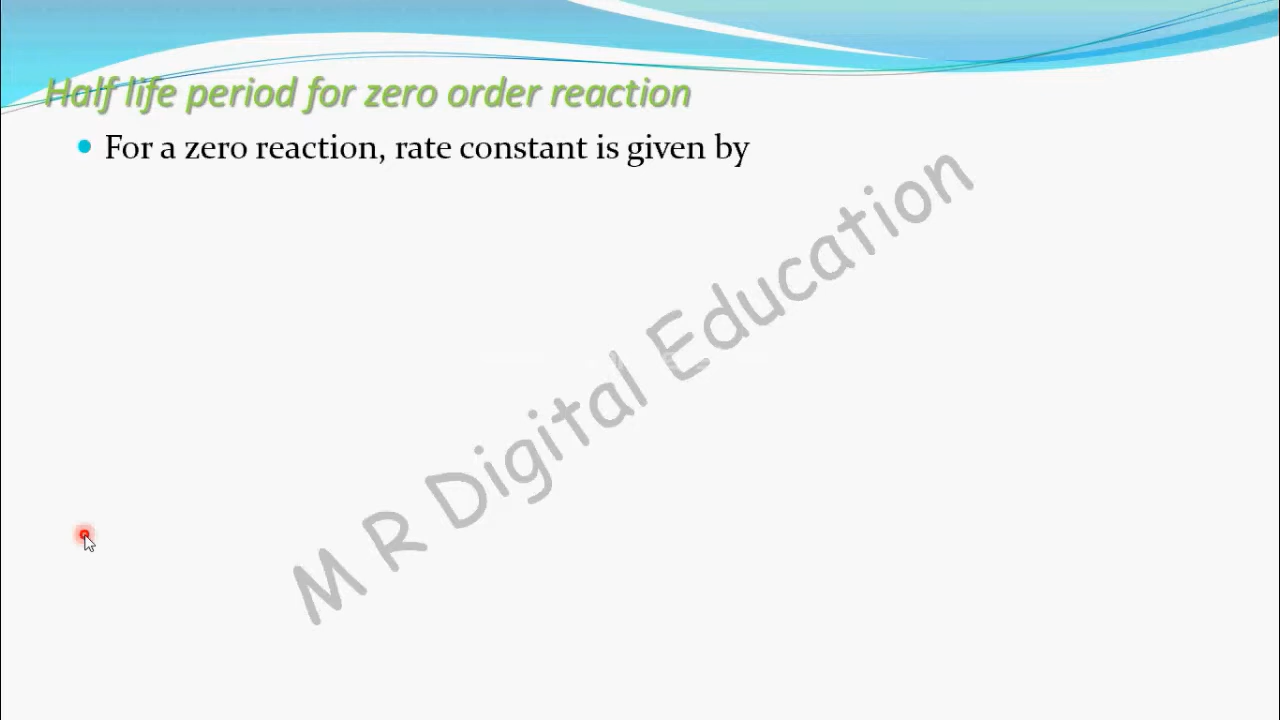 Half life period for zero order reaction
• For a zero reaction, rate constant is given by
M R Digital Education